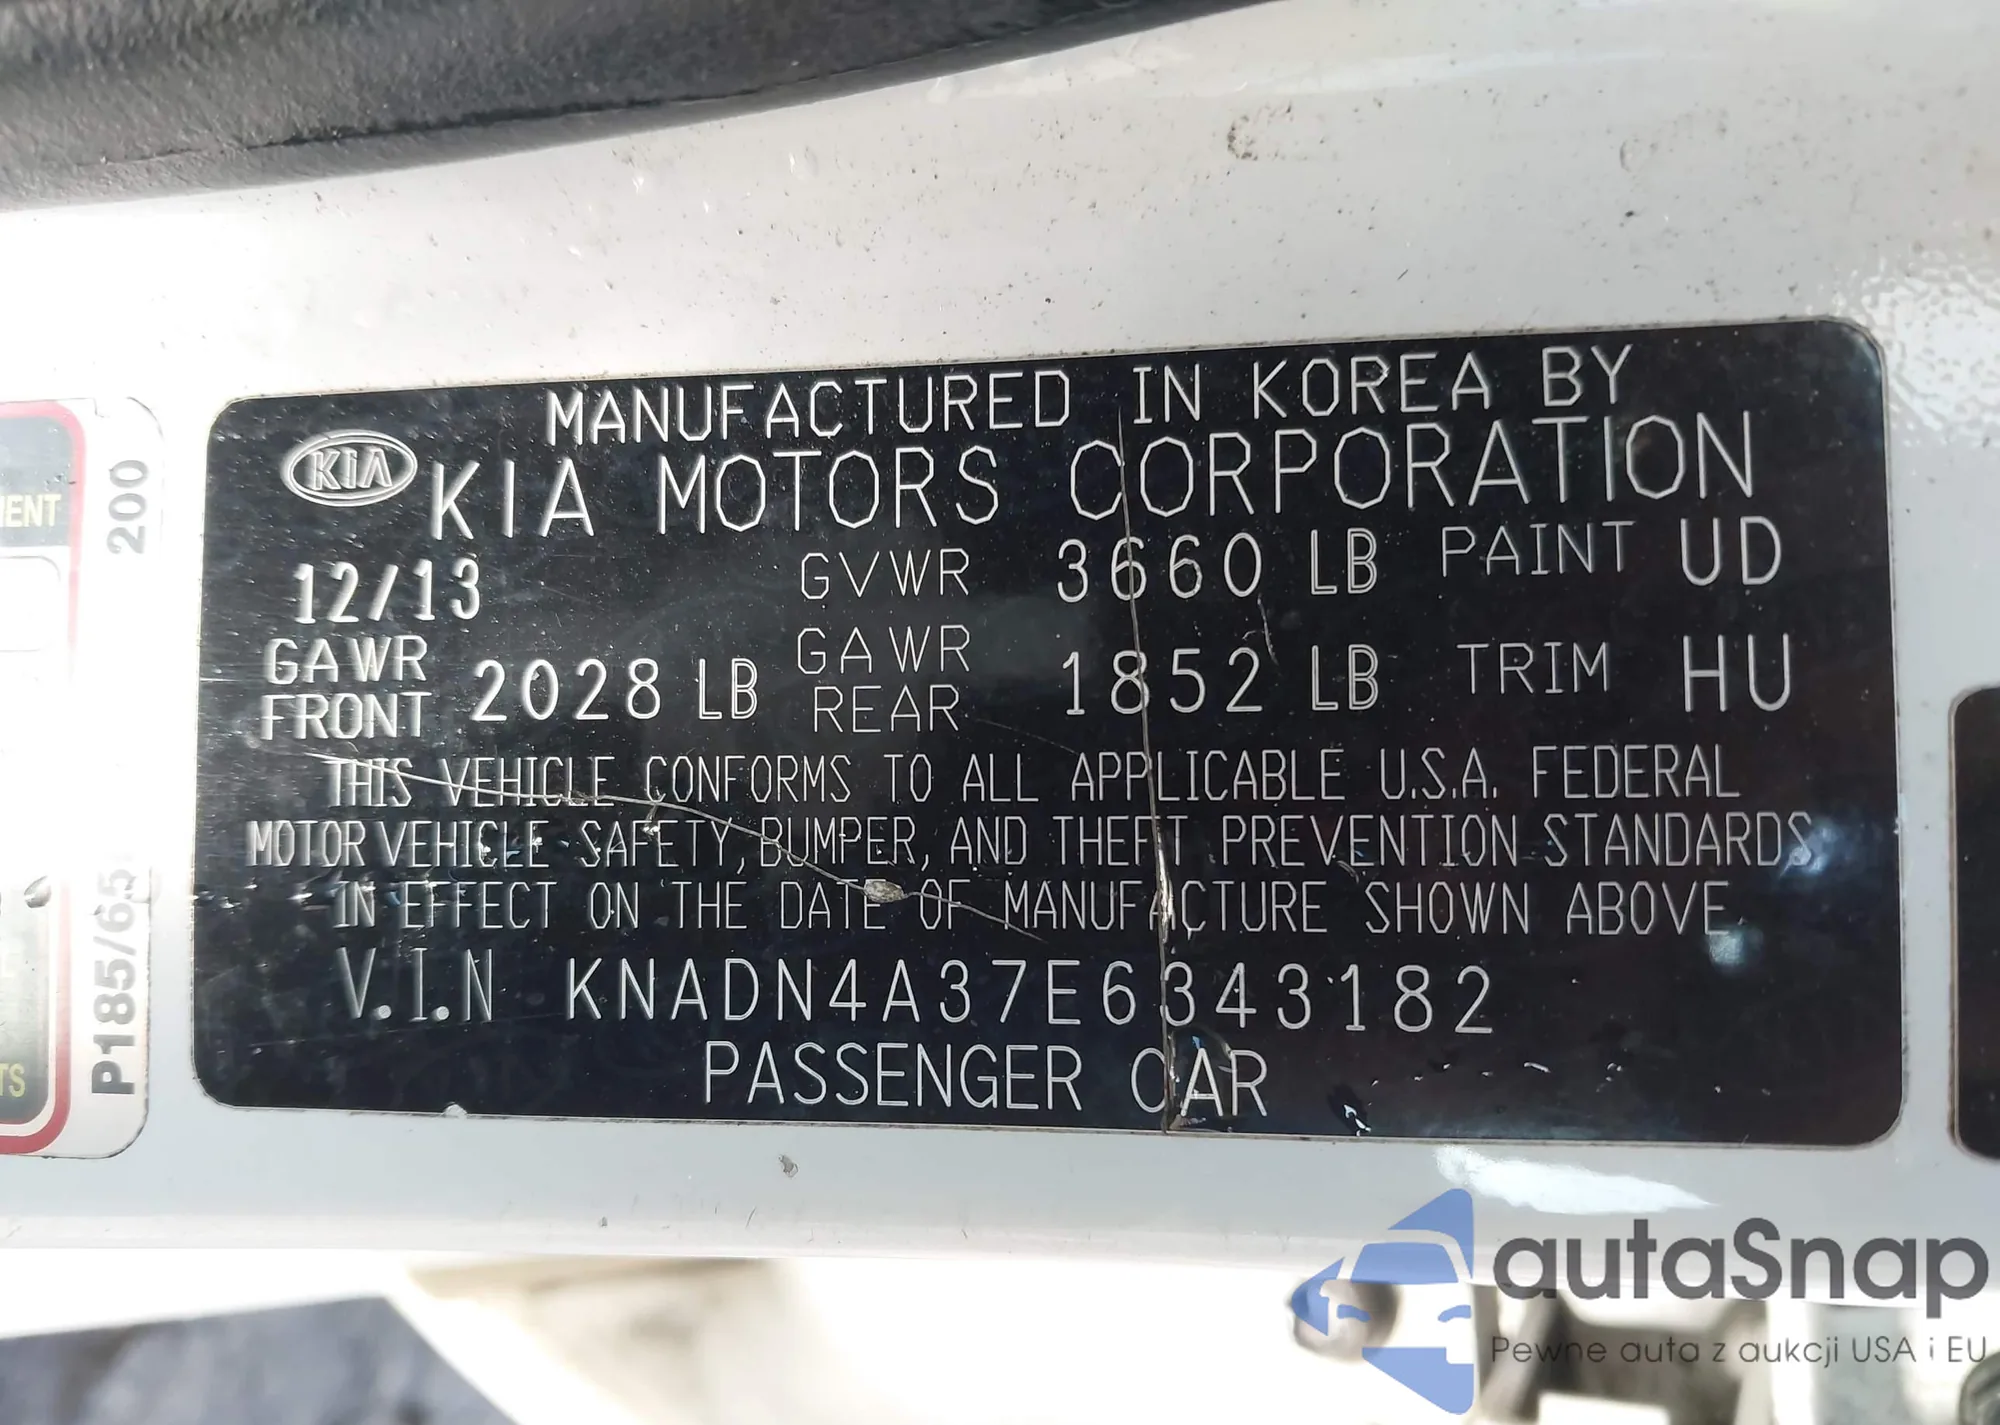 MANUFACTURED IN KOREA BY
KIA
KIA MOTORS CORPORATION
12/13 GVWR 3660 LB PAINT UD
GAWR FRONT 2028 LB GAWR REAR 1852 LB TRIM HU
THIS VEHICLE CONFORMS TO ALL APPLICABLE U.S.A. FEDERAL
MOTOR VEHICLE SAFETY, BUMPER, AND THEFT PREVENTION STANDARDS
IN EFFECT ON THE DATE OF MANUFACTURE SHOWN ABOVE.
V.I.N KNADN4A37E6343182
PASSENGER CAR
200
P185/65
autaSnap
Pewne auta z aukcji USA i EU